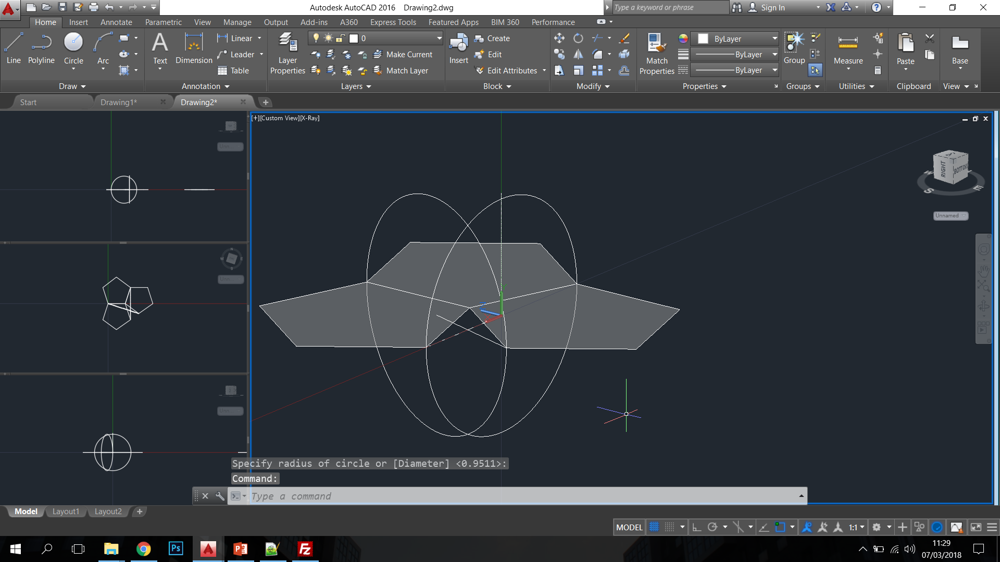 Autodesk AutoCAD 2016 Drawing2.dwg
Type a keyword or phrase
Sign In
Home Insert Annotate Parametric View Manage Output Add-ins A360 Express Tools Featured Apps BIM 360 Performance
Line Polyline Circle Arc
Text Dimension
Linear
Leader
Table
Layer
Properties
0
Make Current
Match Layer
Insert
Create
Edit
Edit Attributes
Match
Properties
ByLayer
ByLayer
ByLayer
Group
Measure
Paste
Base
Draw Annotation Layers Block Modify Properties Groups Utilities Clipboard View
Start Drawing1* Drawing2*
[+][Custom View][X-Ray]
RIGHT
BOTTOM
S E
Unnamed
N
W E
S
Y
Specify radius of circle or [Diameter] <0.9511>:
Command:
Type a command
Model Layout1 Layout2
MODEL 1:1
Ps
Fz
11:29
07/03/2018